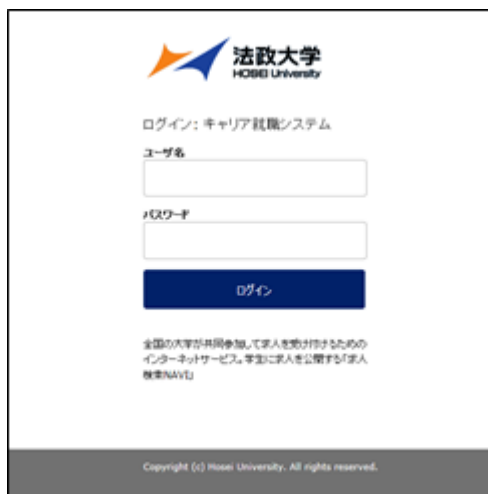 法政大学
HOSEI University
ログイン: キャリア就職システム
ユーザ名
パスワード
ログイン
全国の大学が共同参加して求人を受け付けるための
インターネットサービス。学生に求人を公開する「求人
検索NAVI」
Copyright (c) Hosei University. All rights reserved.